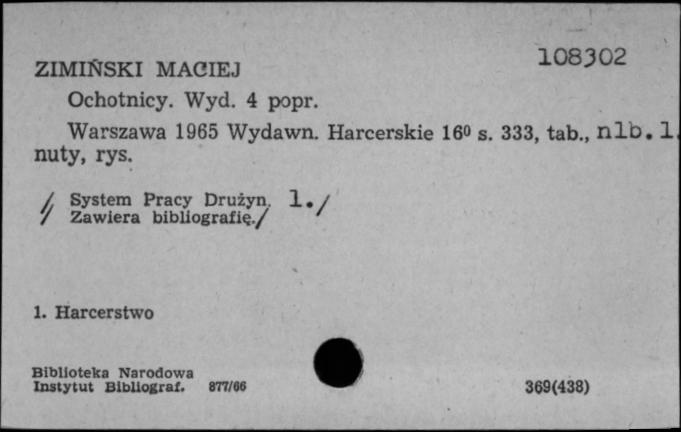 108302
ZIMIŃSKI MACIEJ
Ochotnicy. Wyd. 4 popr.
Warszawa 1965 Wydawn. Harcerskie 16⁰ s. 333, tab., nlb. 1.
nuty, rys.
/ System Pracy Drużyn. 1./
/ Zawiera bibliografię./
1. Harcerstwo
Biblioteka Narodowa
Instytut Bibliograf. 877/66
369(438)